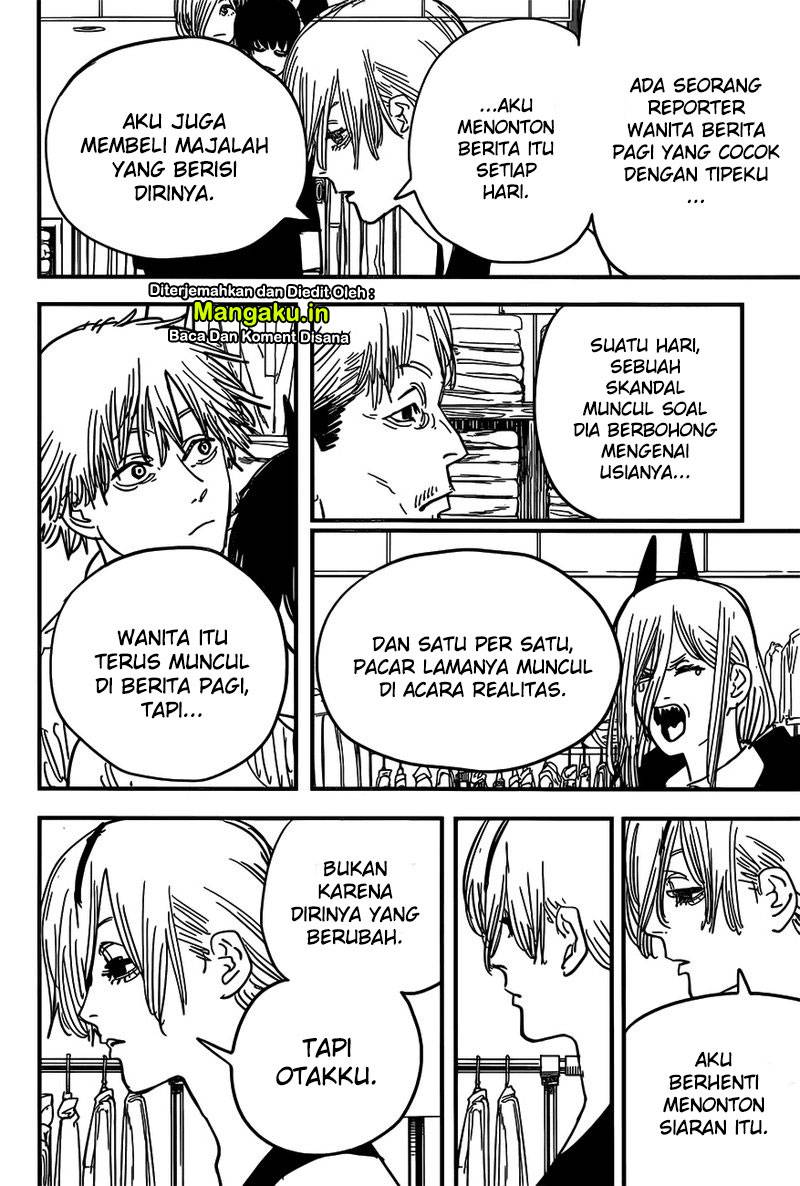 ADA SEORANG
REPORTER
WANITA BERITA
PAGI YANG COCOK
DENGAN TIPEKU
...
...AKU
MENONTON
BERITA ITU
SETIAP
HARI.
AKU JUGA
MEMBELI MAJALAH
YANG BERISI
DIRINYA.
Diterjemahkan dan Diedit Oleh :
Mangaku.in
Baca Dan Koment Disana
SUATU HARI,
SEBUAH
SKANDAL
MUNCUL SOAL
DIA BERBOHONG
MENGENAI
USIANYA...
DAN SATU PER SATU,
PACAR LAMANYA MUNCUL
DI ACARA REALITAS.
WANITA ITU
TERUS MUNCUL
DI BERITA PAGI,
TAPI...
AKU
BERHENTI
MENONTON
SIARAN ITU.
BUKAN
KARENA
DIRINYA YANG
BERUBAH.
TAPI
OTAKKU.